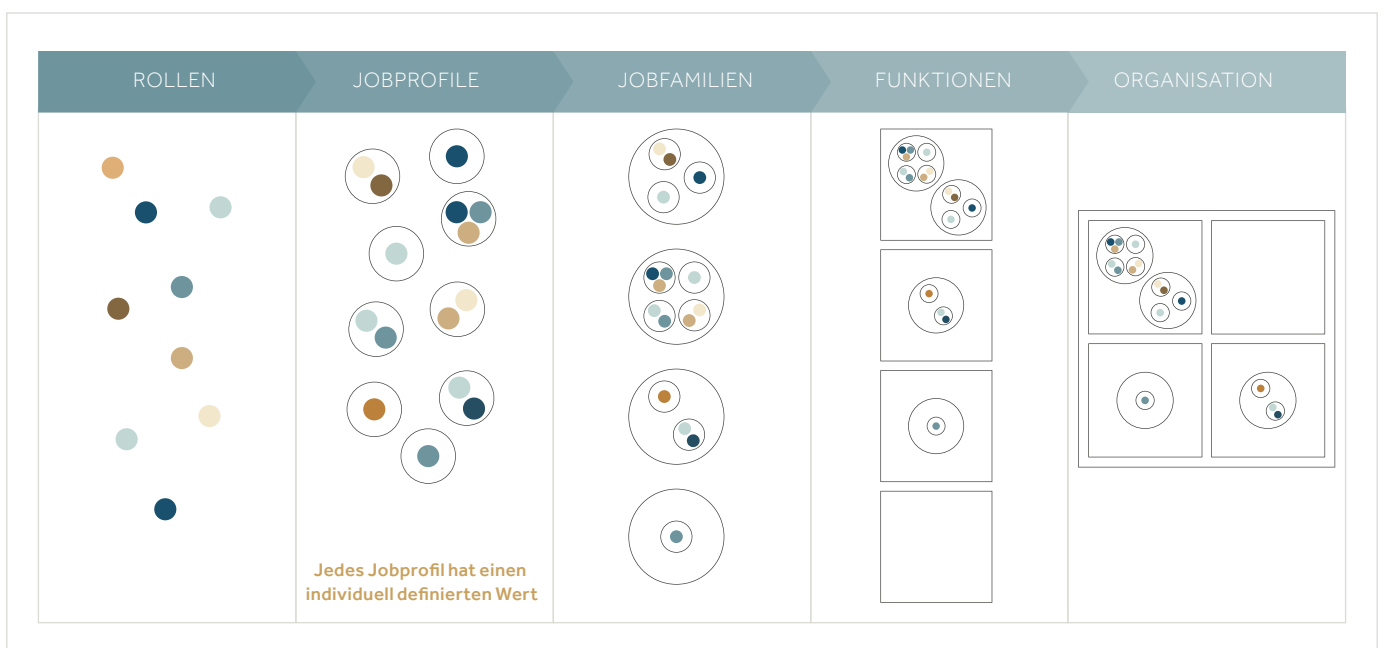 ROLLEN
JOBPROFILE
JOBFAMILIEN
FUNKTIONEN
ORGANISATION
Jedes Jobprofil hat einen
individuell definierten Wert